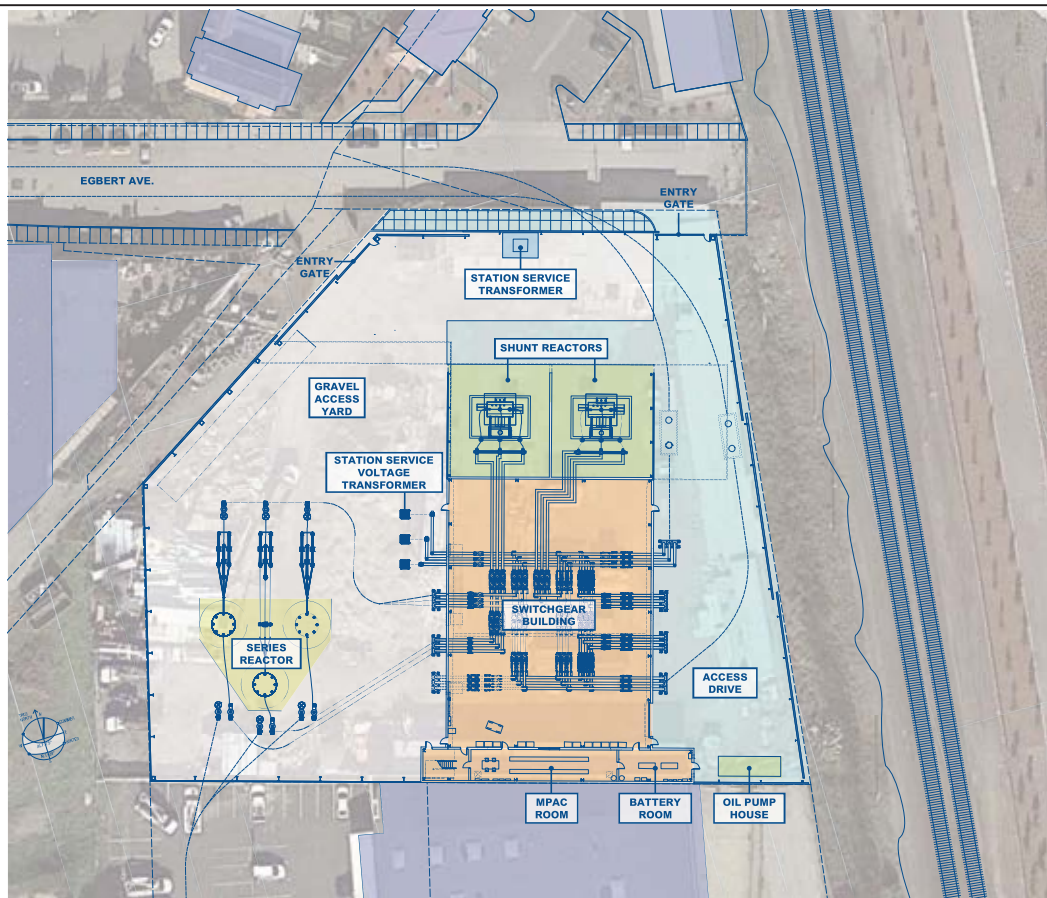 EGBERT AVE.
ENTRY
GATE
ENTRY
GATE
STATION SERVICE
TRANSFORMER
SHUNT REACTORS
GRAVEL
ACCESS
YARD
STATION SERVICE
VOLTAGE
TRANSFORMER
SWITCHGEAR
BUILDING
SERIES
REACTOR
ACCESS
DRIVE
MPAC
ROOM
BATTERY
ROOM
OIL PUMP
HOUSE